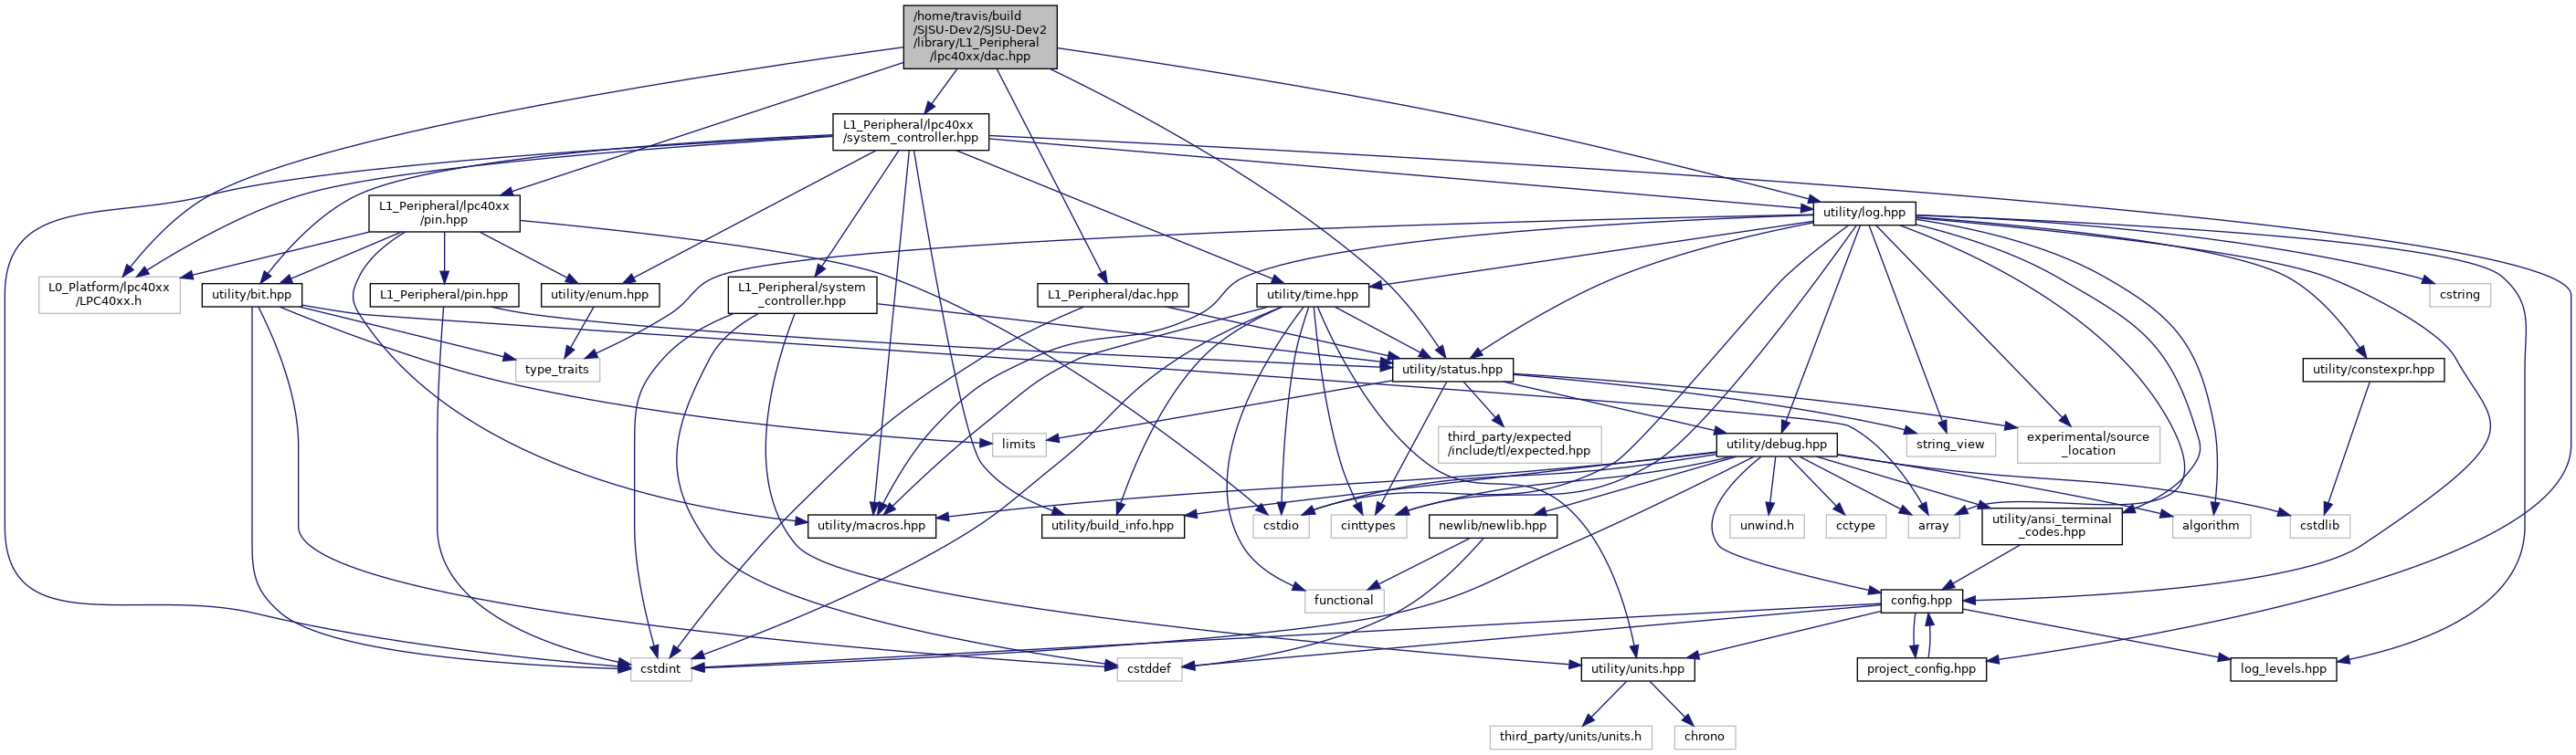 /home/travis/build
/SJSU-Dev2/SJSU-Dev2
/library/L1_Peripheral
/lpc40xx/dac.hpp
L1_Peripheral/lpc40xx
/system_controller.hpp
L1_Peripheral/lpc40xx
/pin.hpp
utility/log.hpp
L0_Platform/lpc40xx
/LPC40xx.h
utility/bit.hpp
L1_Peripheral/pin.hpp
utility/enum.hpp
L1_Peripheral/system
_controller.hpp
L1_Peripheral/dac.hpp
utility/time.hpp
cstring
type_traits
utility/status.hpp
utility/constexpr.hpp
limits
third_party/expected
/include/tl/expected.hpp
utility/debug.hpp
string_view
experimental/source
_location
utility/macros.hpp
utility/build_info.hpp
cstdio
cinttypes
newlib/newlib.hpp
unwind.h
cctype
array
utility/ansi_terminal
_codes.hpp
algorithm
cstdlib
functional
config.hpp
cstdint
cstddef
utility/units.hpp
project_config.hpp
log_levels.hpp
third_party/units/units.h
chrono